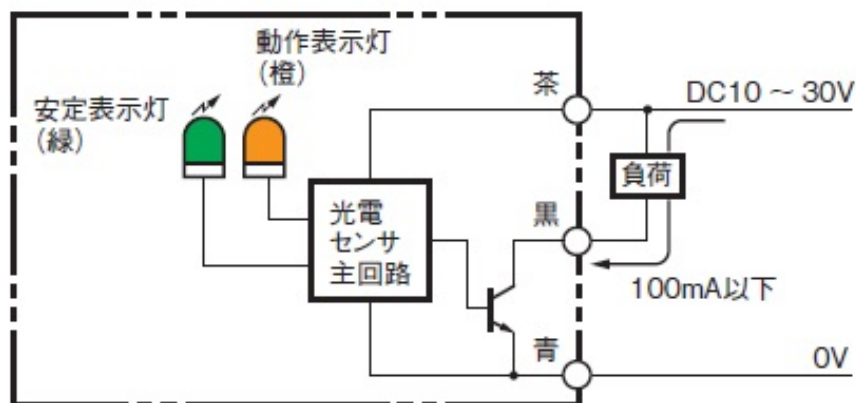 動作表示灯
(橙)
安定表示灯
(緑)
茶
DC10 ～ 30V
負荷
光電
センサ
主回路
黒
100mA以下
青
0V